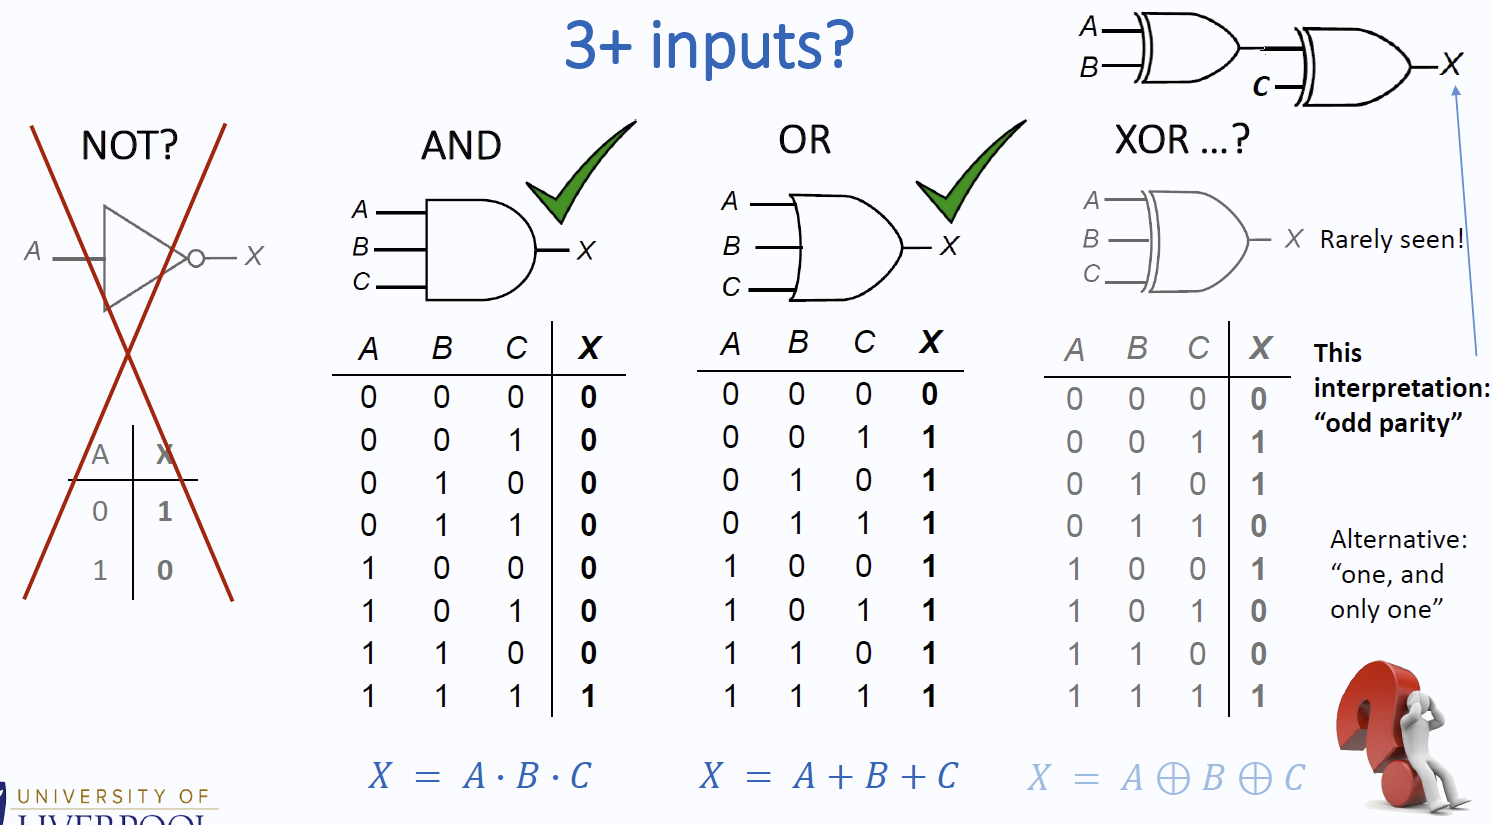 3+ inputs?
A
B
C
X
NOT?
A
X
A X
0 1
1 0
AND
A
B
C
X
A B C X
0 0 0 0
0 0 1 0
0 1 0 0
0 1 1 0
1 0 0 0
1 0 1 0
1 1 0 0
1 1 1 1
X = A · B · C
OR
A
B
C
X
A B C X
0 0 0 0
0 0 1 1
0 1 0 1
0 1 1 1
1 0 0 1
1 0 1 1
1 1 0 1
1 1 1 1
X = A + B + C
XOR ...?
A
B
C
X
Rarely seen!
A B C X
0 0 0 0
0 0 1 1
0 1 0 1
0 1 1 0
1 0 0 1
1 0 1 0
1 1 0 0
1 1 1 1
X = A ⊕ B ⊕ C
This
interpretation:
“odd parity”
Alternative:
“one, and
only one”
UNIVERSITY OF
LIVERPOOL